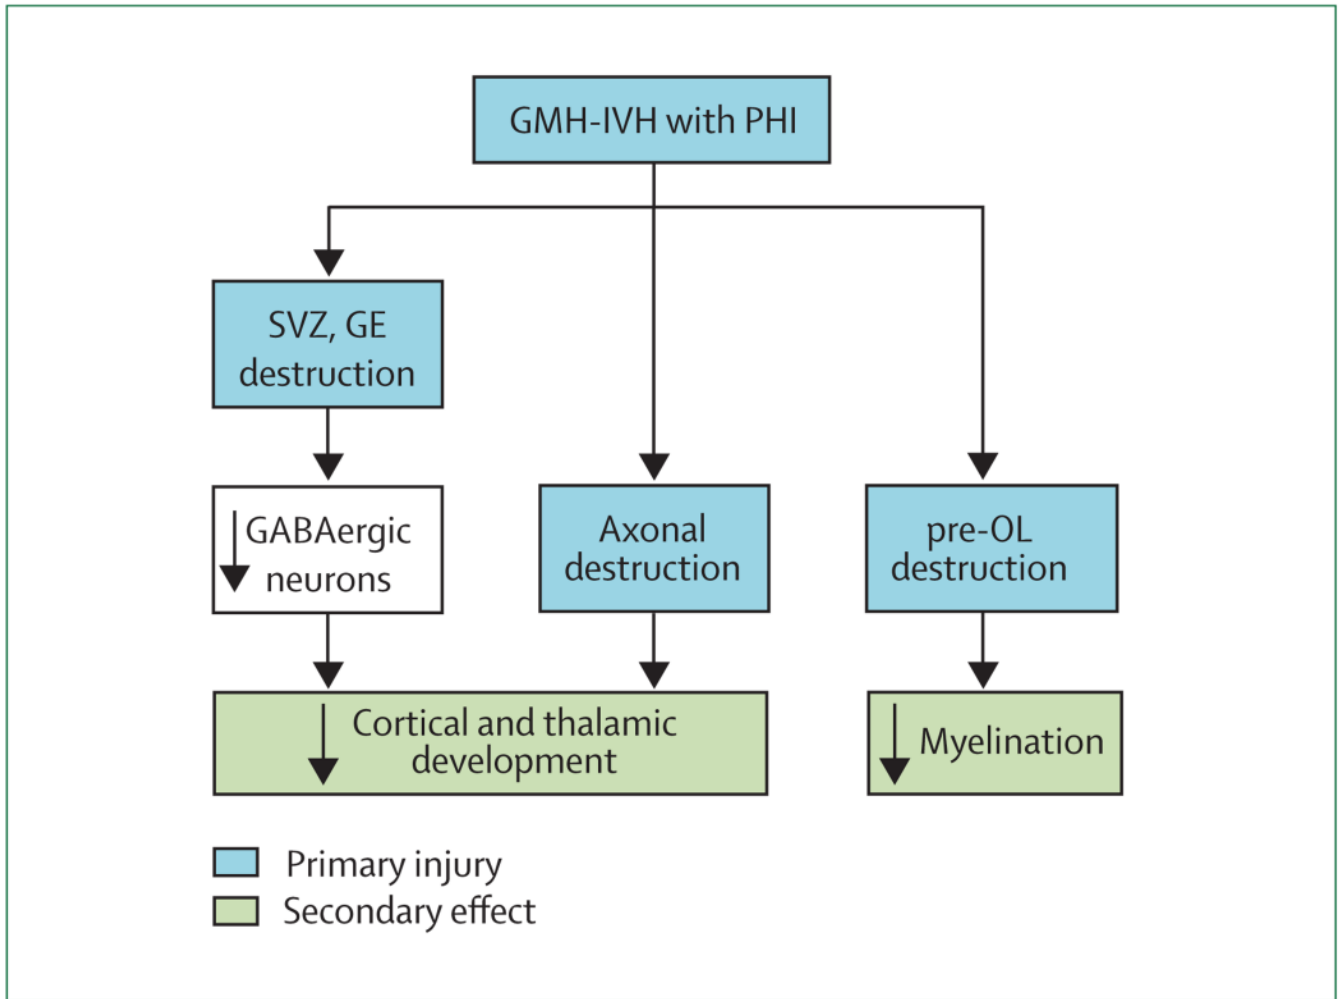 GMH-IVH with PHI
SVZ, GE
destruction
GABAergic
neurons
Axonal
destruction
pre-OL
destruction
Cortical and thalamic
development
Myelination
Primary injury
Secondary effect